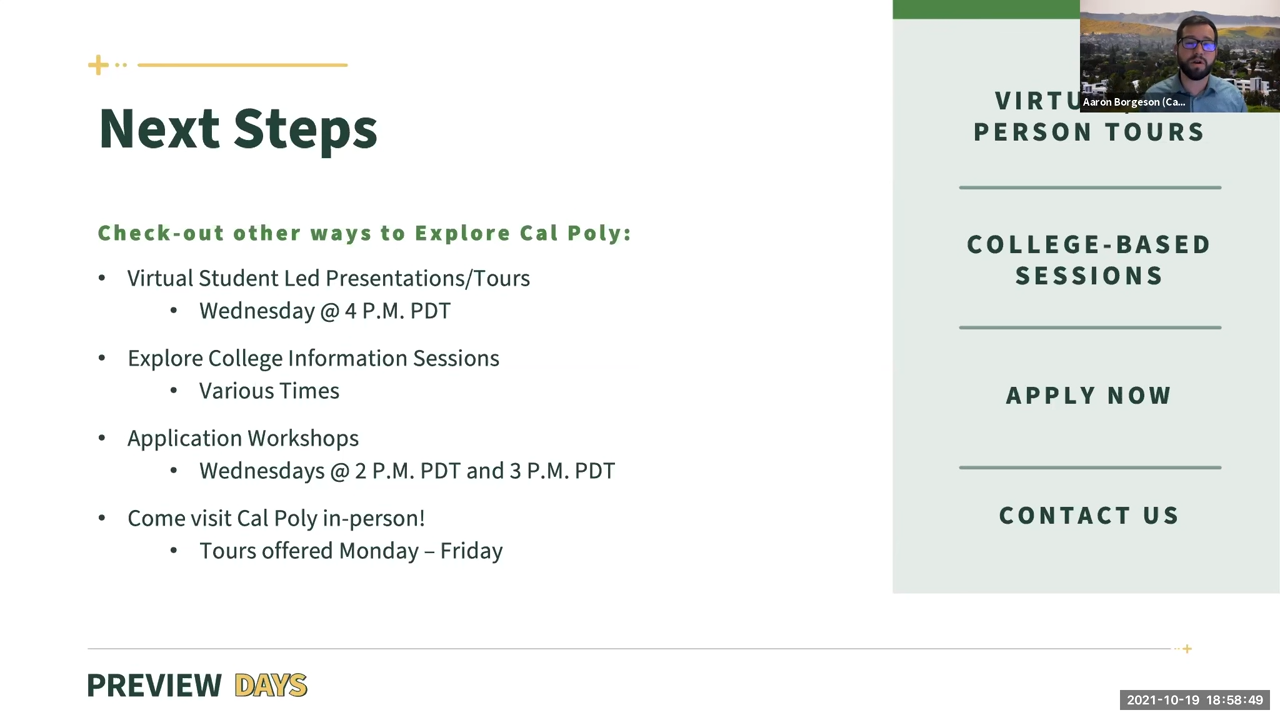 Next Steps
Check-out other ways to Explore Cal Poly:
• Virtual Student Led Presentations/Tours
• Wednesday @ 4 P.M. PDT
• Explore College Information Sessions
• Various Times
• Application Workshops
• Wednesdays @ 2 P.M. PDT and 3 P.M. PDT
• Come visit Cal Poly in-person!
• Tours offered Monday – Friday
PERSON TOURS
COLLEGE-BASED
SESSIONS
APPLY NOW
CONTACT US
Aaron Borgeson (Ca...
PREVIEW DAYS
2021-10-19 18:58:49